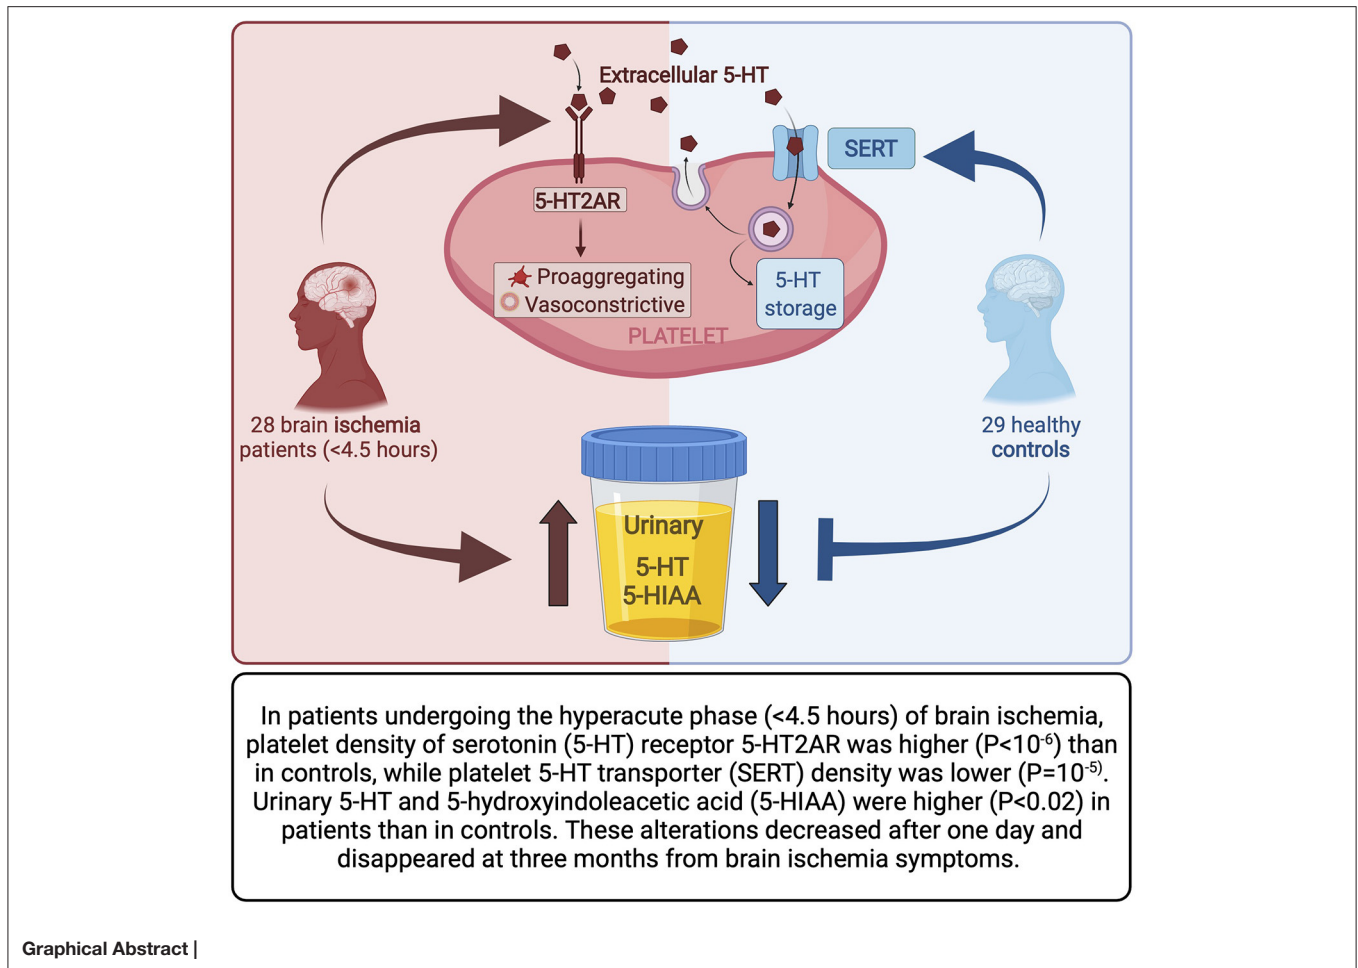 Extracellular 5-HT
SERT
5-HT2AR
Proaggregating
Vasoconstrictive
5-HT
storage
PLATELET
28 brain ischemia
patients (<4.5 hours)
29 healthy
controls
Urinary
5-HT
5-HIAA
In patients undergoing the hyperacute phase (<4.5 hours) of brain ischemia,
platelet density of serotonin (5-HT) receptor 5-HT2AR was higher (P<10⁻⁶) than
in controls, while platelet 5-HT transporter (SERT) density was lower (P=10⁻⁵⁾.
Urinary 5-HT and 5-hydroxyindoleacetic acid (5-HIAA) were higher (P<0.02) in
patients than in controls. These alterations decreased after one day and
disappeared at three months from brain ischemia symptoms.
Graphical Abstract |